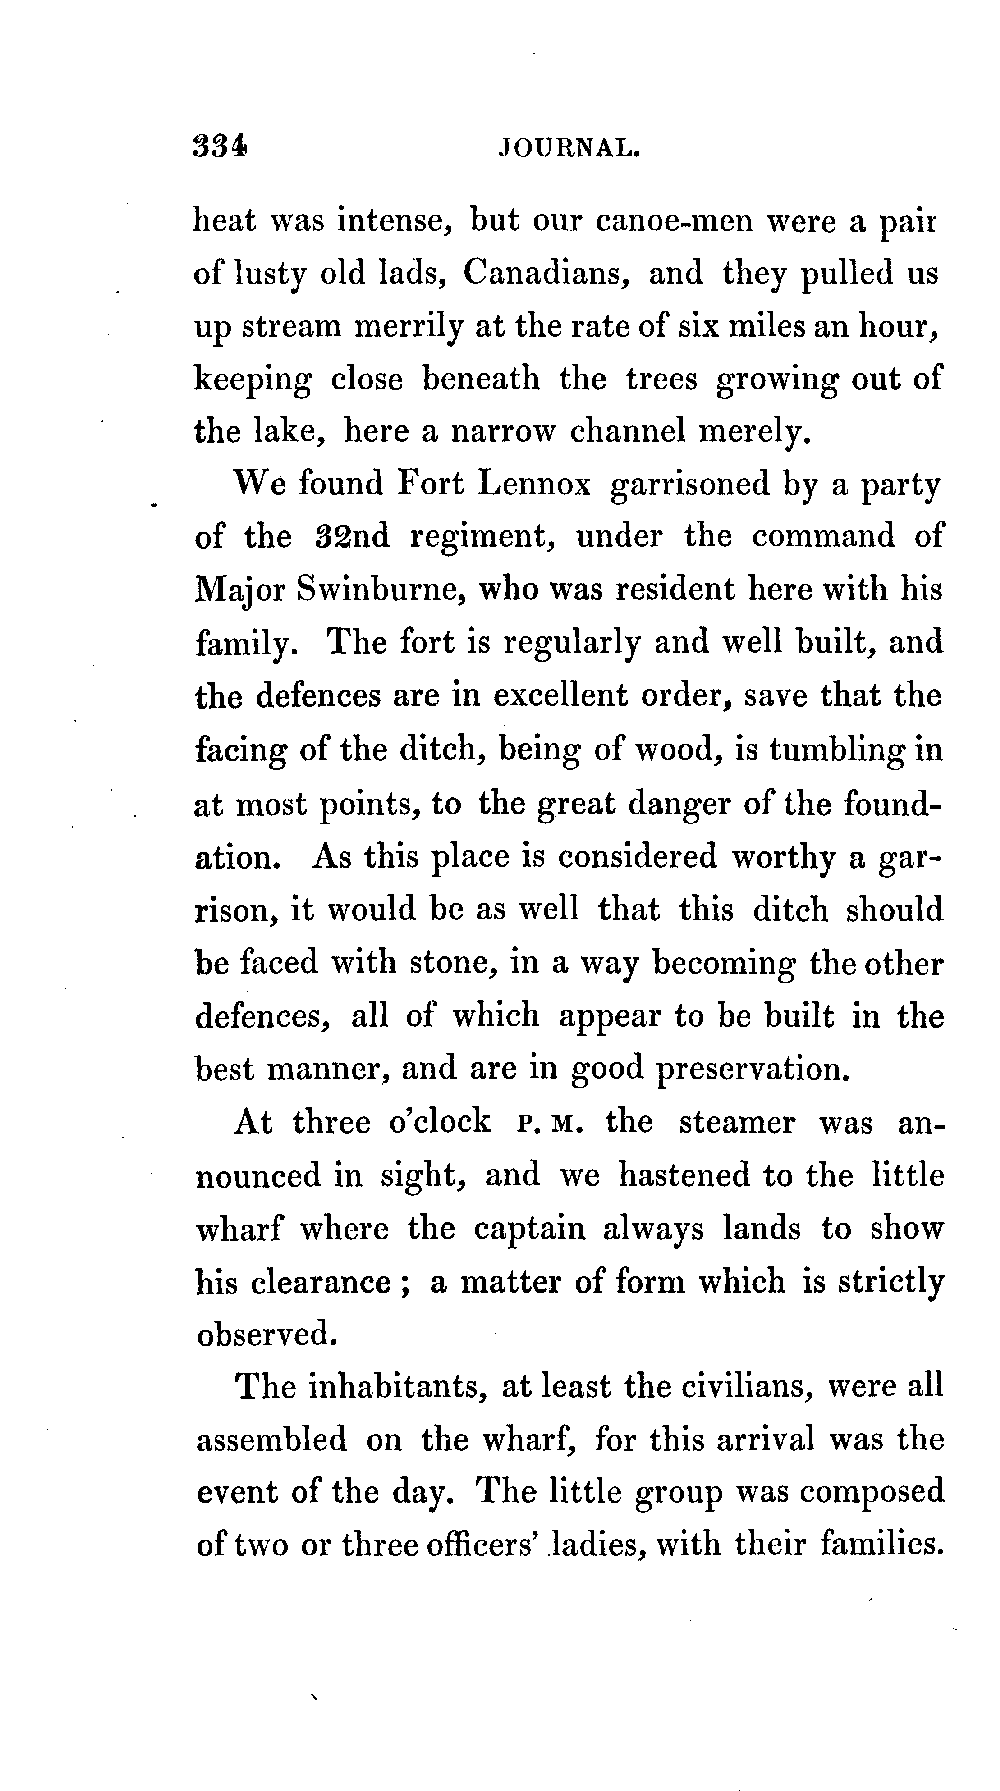 334 JOURNAL.
heat was intense, but our canoe-men were a pair
of lusty old lads, Canadians, and they pulled us
up stream merrily at the rate of six miles an hour,
keeping close beneath the trees growing out of
the lake, here a narrow channel merely.
We found Fort Lennox garrisoned by a party
of the 32nd regiment, under the command of
Major Swinburne, who was resident here with his
family. The fort is regularly and well built, and
the defences are in excellent order, save that the
facing of the ditch, being of wood, is tumbling in
at most points, to the great danger of the found-
ation. As this place is considered worthy a gar-
rison, it would be as well that this ditch should
be faced with stone, in a way becoming the other
defences, all of which appear to be built in the
best manner, and are in good preservation.
At three o'clock P. M. the steamer was an-
nounced in sight, and we hastened to the little
wharf where the captain always lands to show
his clearance ; a matter of form which is strictly
observed.
The inhabitants, at least the civilians, were all
assembled on the wharf, for this arrival was the
event of the day. The little group was composed
of two or three officers' ladies, with their families.